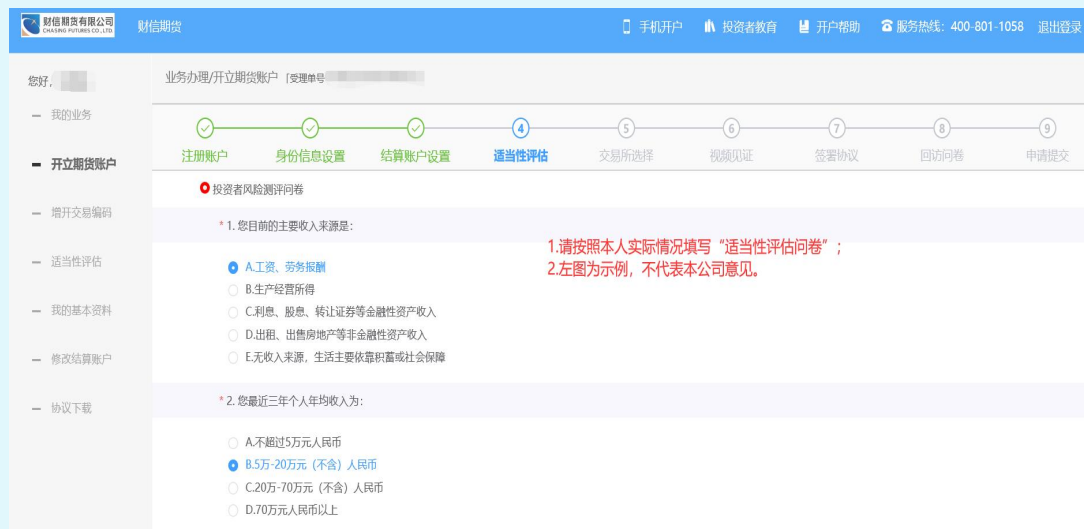 财信期货有限公司
CHASING FUTURES CO.,LTD.
财信期货
手机开户
投资者教育
开户帮助
服务热线：400-801-1058
退出登录
您好,
业务办理/开立期货账户「受理单号
我的业务
开立期货账户
增开交易编码
适当性评估
我的基本资料
修改结算账户
协议下载
4 5 6 7 8 9
注册账户 身份信息设置 结算账户设置 适当性评估 交易所选择 视频见证 签署协议 回访问卷 申请提交
投资者风险测评问卷
* 1. 您目前的主要收入来源是：
A.工资、劳务报酬
B.生产经营所得
C.利息、股息、转让证券等金融性资产收入
D.出租、出售房地产等非金融性资产收入
E.无收入来源，生活主要依靠积蓄或社会保障
1.请按照本人实际情况填写“适当性评估问卷”；
2.左图为示例，不代表本公司意见。
* 2. 您最近三年个人年均收入为：
A.不超过5万元人民币
B.5万-20万元（不含）人民币
C.20万-70万元（不含）人民币
D.70万元人民币以上